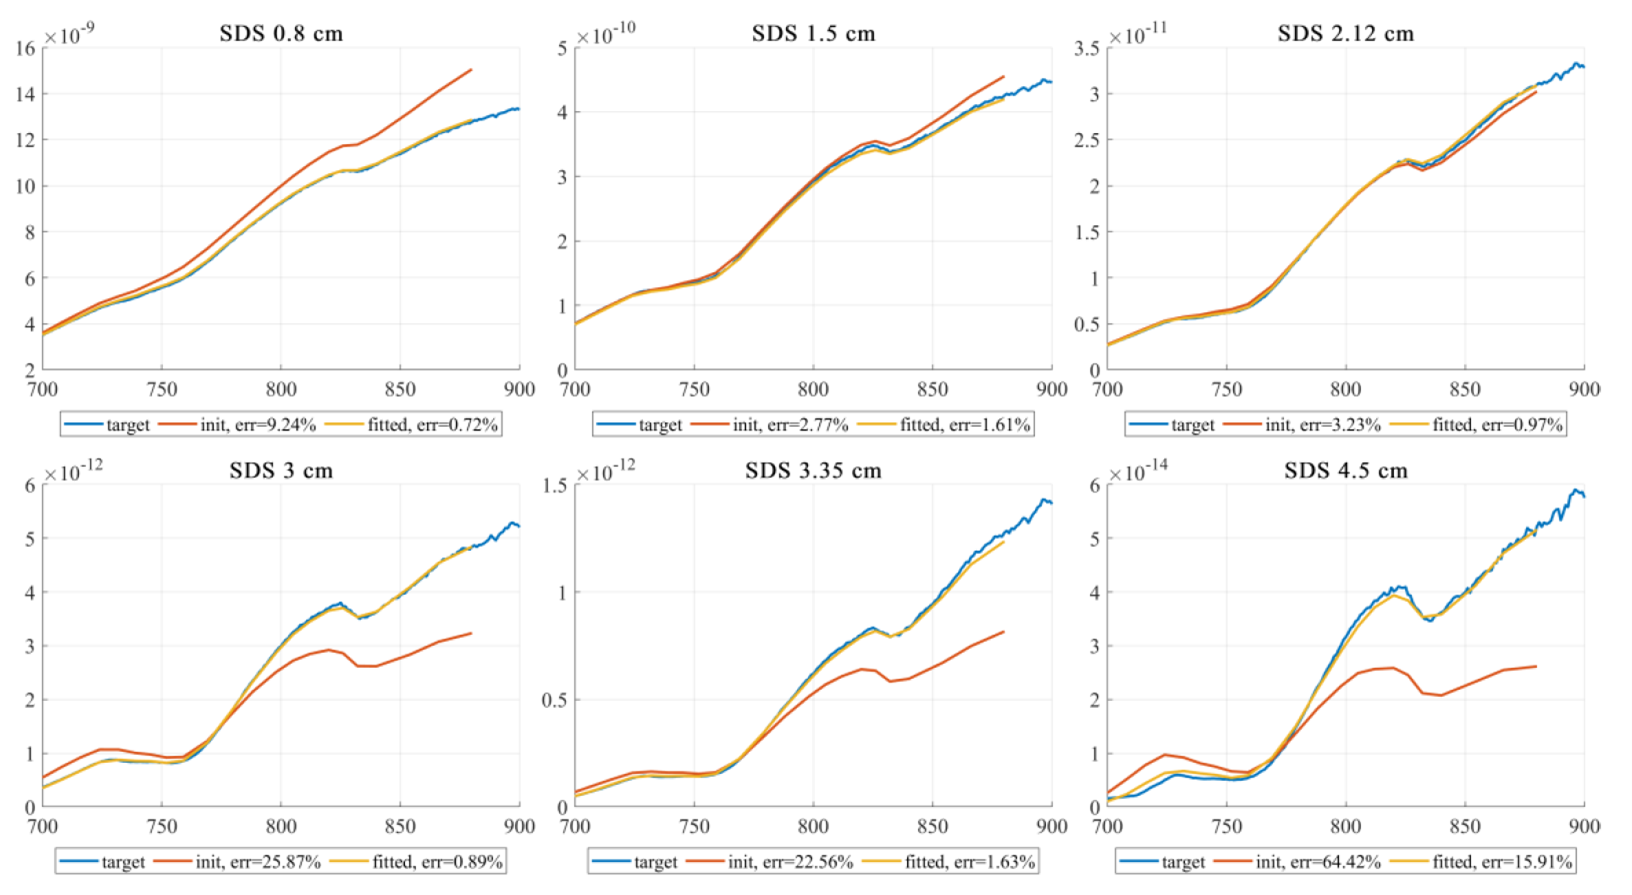 SDS 0.8 cm
×10-9
16
14
12
10
8
6
4
2
700 750 800 850 900
target init, err=9.24% fitted, err=0.72%
SDS 1.5 cm
×10-10
5
4
3
2
1
0
700 750 800 850 900
target init, err=2.77% fitted, err=1.61%
SDS 2.12 cm
×10-11
3.5
3
2.5
2
1.5
1
0.5
0
700 750 800 850 900
target init, err=3.23% fitted, err=0.97%
SDS 3 cm
×10-12
6
5
4
3
2
1
0
700 750 800 850 900
target init, err=25.87% fitted, err=0.89%
SDS 3.35 cm
×10-12
1.5
1
0.5
0
700 750 800 850 900
target init, err=22.56% fitted, err=1.63%
SDS 4.5 cm
×10-14
6
5
4
3
2
1
0
700 750 800 850 900
target init, err=64.42% fitted, err=15.91%